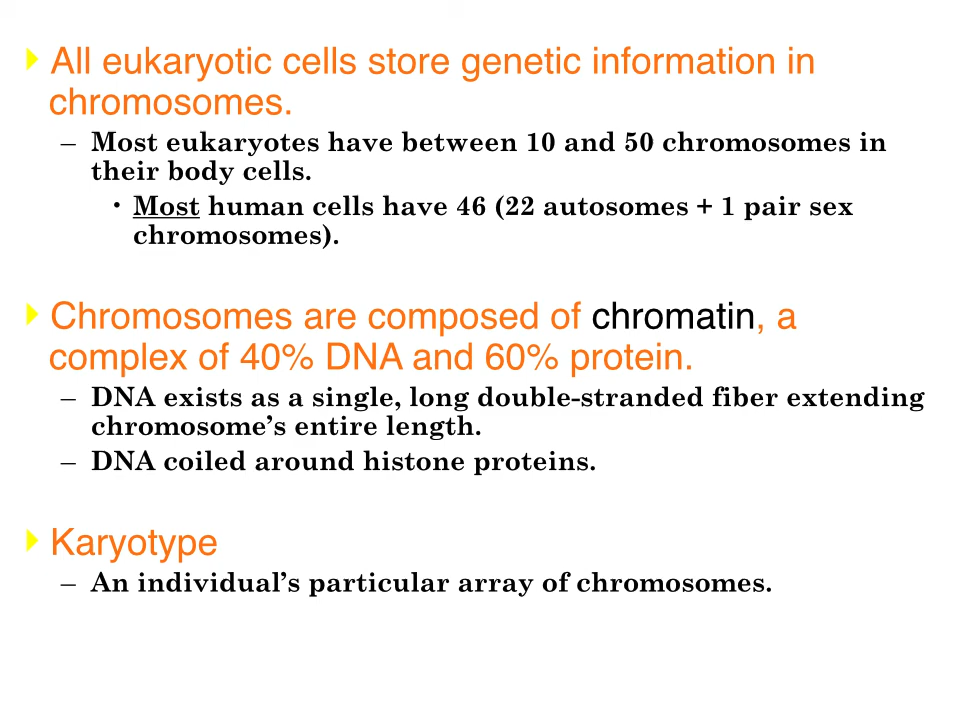 All eukaryotic cells store genetic information in
chromosomes.
– Most eukaryotes have between 10 and 50 chromosomes in
their body cells.
• Most human cells have 46 (22 autosomes + 1 pair sex
chromosomes).
Chromosomes are composed of chromatin, a
complex of 40% DNA and 60% protein.
– DNA exists as a single, long double-stranded fiber extending
chromosome’s entire length.
– DNA coiled around histone proteins.
Karyotype
– An individual’s particular array of chromosomes.